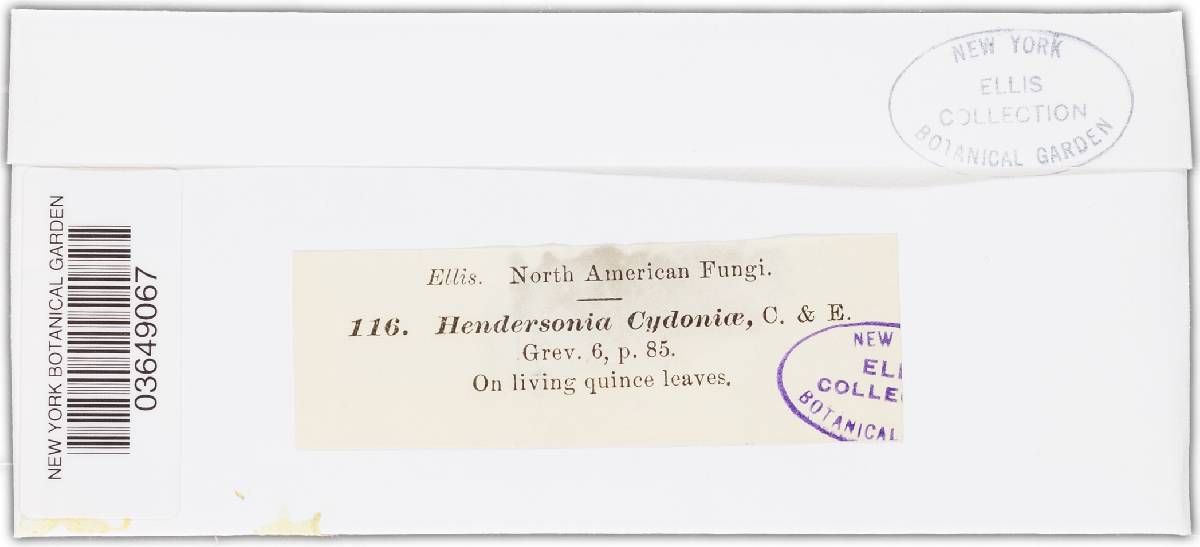 NEW YORK
ELLIS
COLLECTION
BOTANICAL GARDEN
NEW YORK BOTANICAL GARDEN
03649067
Ellis. North American Fungi.
116. Hendersonia Cydoniæ, C. & E.
Grev. 6, p. 85.
On living quince leaves.
NEW
ELL
COLLE
BOTANICAL